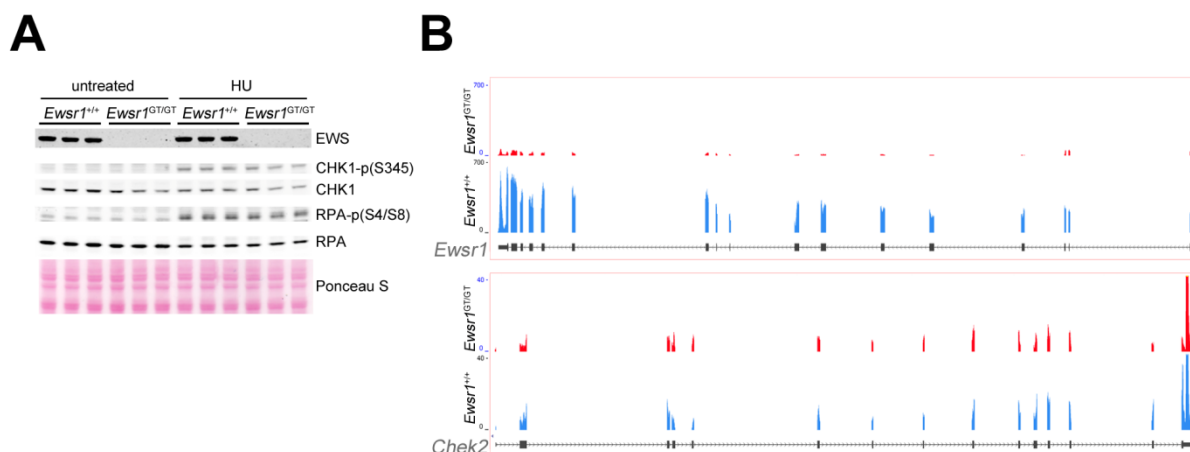 A
untreated HU
Ewsr1+/+ Ewsr1GT/GT Ewsr1+/+ Ewsr1GT/GT
EWS
CHK1-p(S345)
CHK1
RPA-p(S4/S8)
RPA
Ponceau S
B
700
Ewsr1GT/GT
0
700
Ewsr1+/+
0
Ewsr1
40
Ewsr1GT/GT
0
40
Ewsr1+/+
0
Chek2